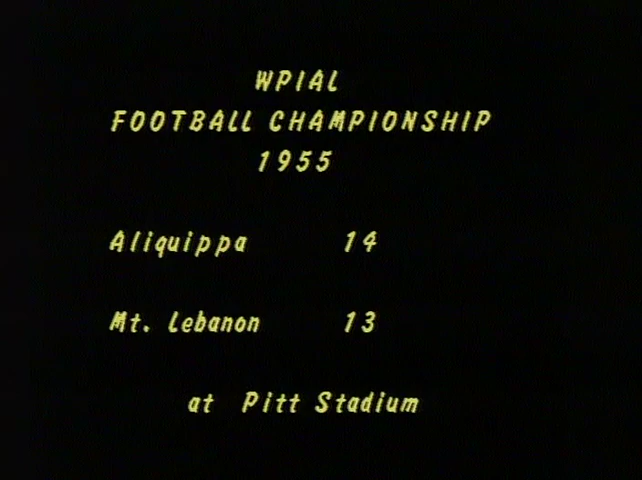 WPIAL
FOOTBALL CHAMPIONSHIP
1955
Aliquippa 14
Mt. Lebanon 13
at Pitt Stadium